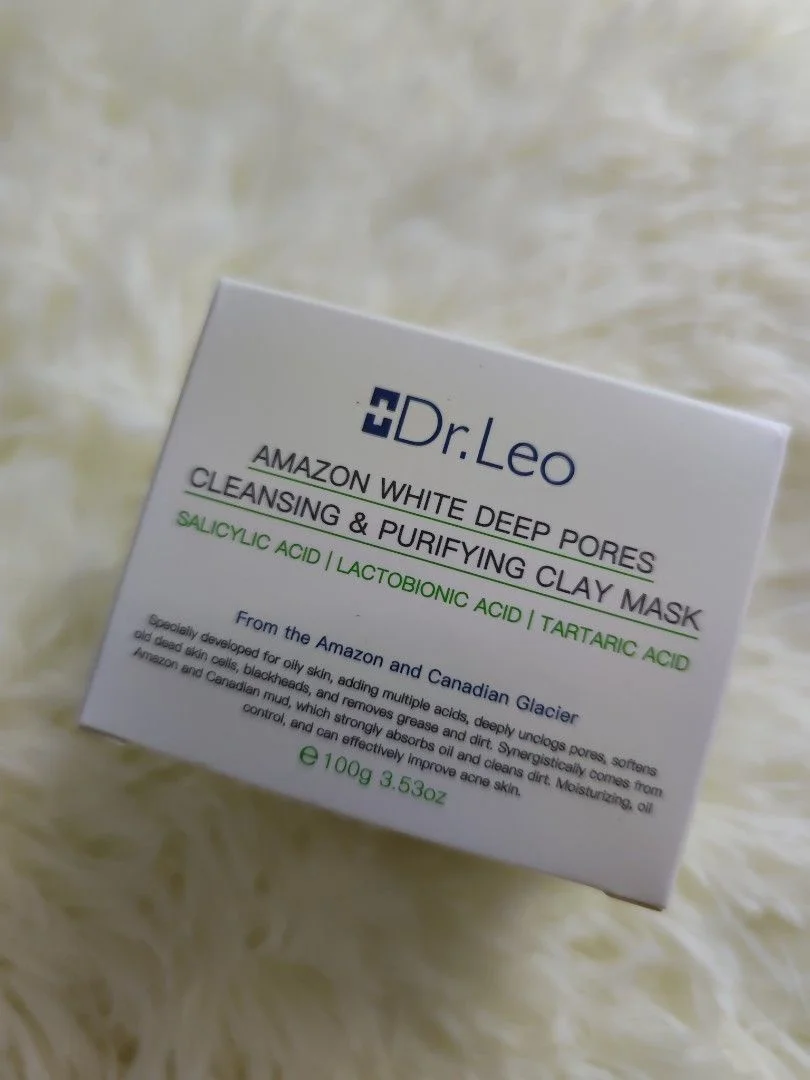 Dr.Leo
AMAZON WHITE DEEP PORES
CLEANSING & PURIFYING CLAY MASK
SALICYLIC ACID | LACTOBIONIC ACID | TARTARIC ACID
From the Amazon and Canadian Glacier
Specially developed for oily skin, adding multiple acids, deeply unclogs pores, softens
old dead skin cells, blackheads, and removes grease and dirt. Synergistically comes from
Amazon and Canadian mud, which strongly absorbs oil and cleans dirt. Moisturizing, oil
control, and can effectively improve acne skin.
℮ 100g 3.53oz